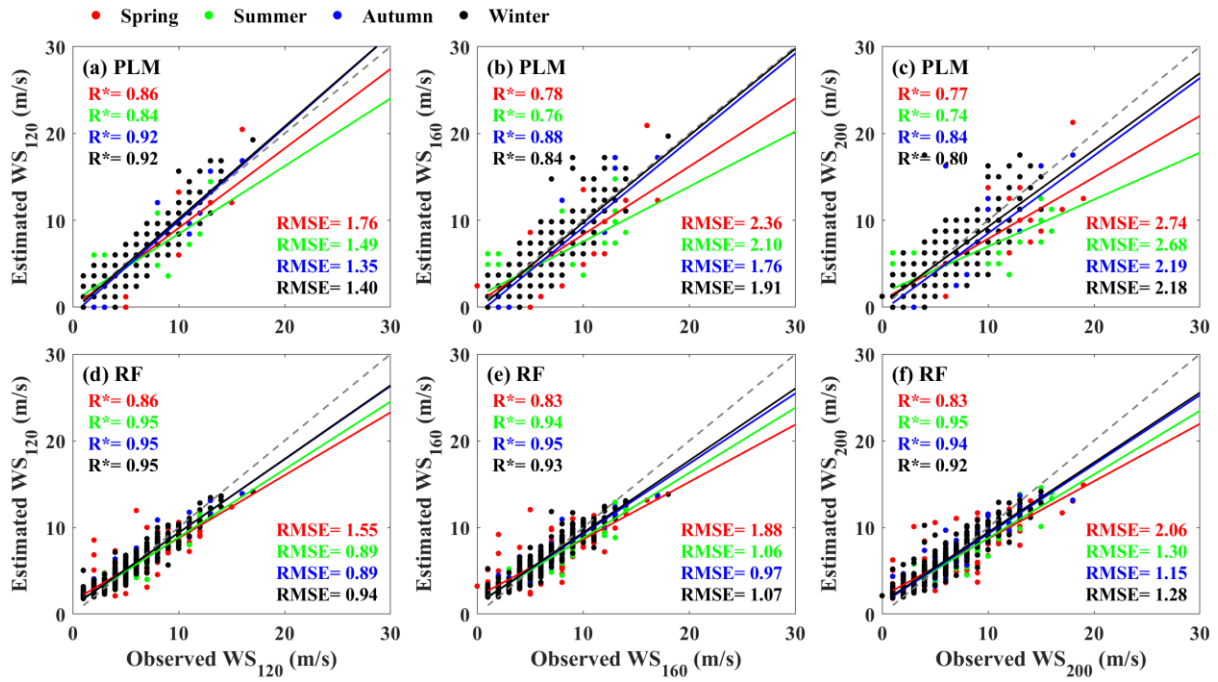 Spring Summer Autumn Winter
Estimated WS120 (m/s)
30
20
10
0
(a) PLM
R*= 0.86
R*= 0.84
R*= 0.92
R*= 0.92
RMSE= 1.76
RMSE= 1.49
RMSE= 1.35
RMSE= 1.40
0 10 20 30
Estimated WS160 (m/s)
30
20
10
0
(b) PLM
R*= 0.78
R*= 0.76
R*= 0.88
R*= 0.84
RMSE= 2.36
RMSE= 2.10
RMSE= 1.76
RMSE= 1.91
0 10 20 30
Estimated WS200 (m/s)
30
20
10
0
(c) PLM
R*= 0.77
R*= 0.74
R*= 0.84
R*= 0.80
RMSE= 2.74
RMSE= 2.68
RMSE= 2.19
RMSE= 2.18
0 10 20 30
Estimated WS120 (m/s)
30
20
10
0
(d) RF
R*= 0.86
R*= 0.95
R*= 0.95
R*= 0.95
RMSE= 1.55
RMSE= 0.89
RMSE= 0.89
RMSE= 0.94
0 10 20 30
Observed WS120 (m/s)
Estimated WS160 (m/s)
30
20
10
0
(e) RF
R*= 0.83
R*= 0.94
R*= 0.95
R*= 0.93
RMSE= 1.88
RMSE= 1.06
RMSE= 0.97
RMSE= 1.07
0 10 20 30
Observed WS160 (m/s)
Estimated WS200 (m/s)
30
20
10
0
(f) RF
R*= 0.83
R*= 0.95
R*= 0.94
R*= 0.92
RMSE= 2.06
RMSE= 1.30
RMSE= 1.15
RMSE= 1.28
0 10 20 30
Observed WS200 (m/s)